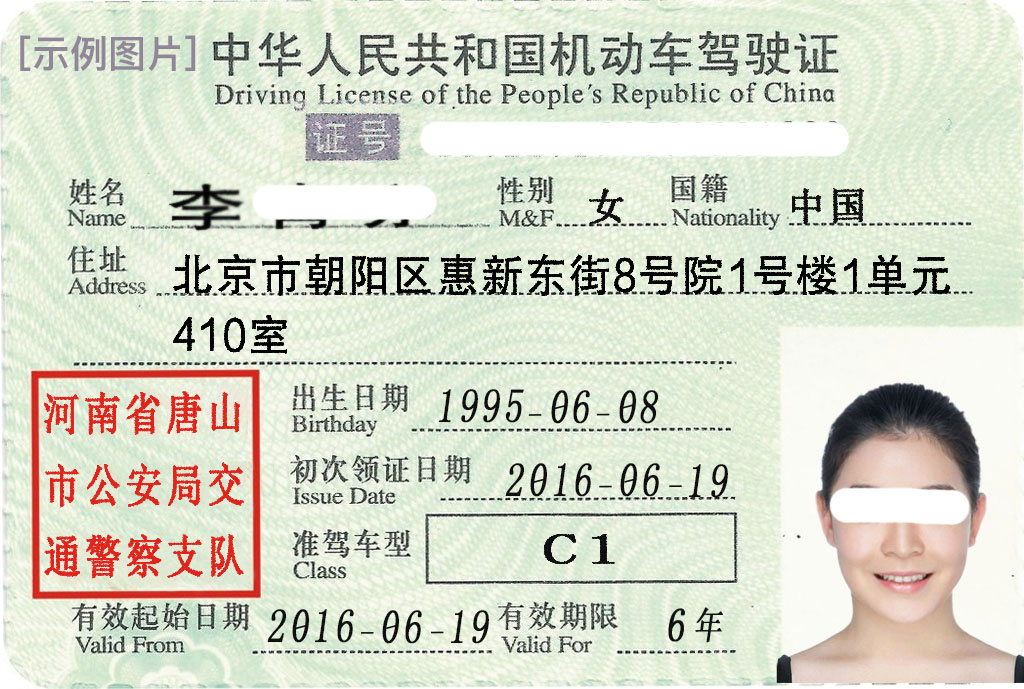 [示例图片] 中华人民共和国机动车驾驶证
Driving License of the People's Republic of China
证号
姓名 李 性别 女 国籍 中国
Name M&F Nationality
住址 北京市朝阳区惠新东街8号院1号楼1单元
Address
410室
河南省唐山
市公安局交
通警察支队
出生日期 1995-06-08
Birthday
初次领证日期 2016-06-19
Issue Date
准驾车型 C1
Class
有效起始日期 2016-06-19 有效期限 6年
Valid From Valid For